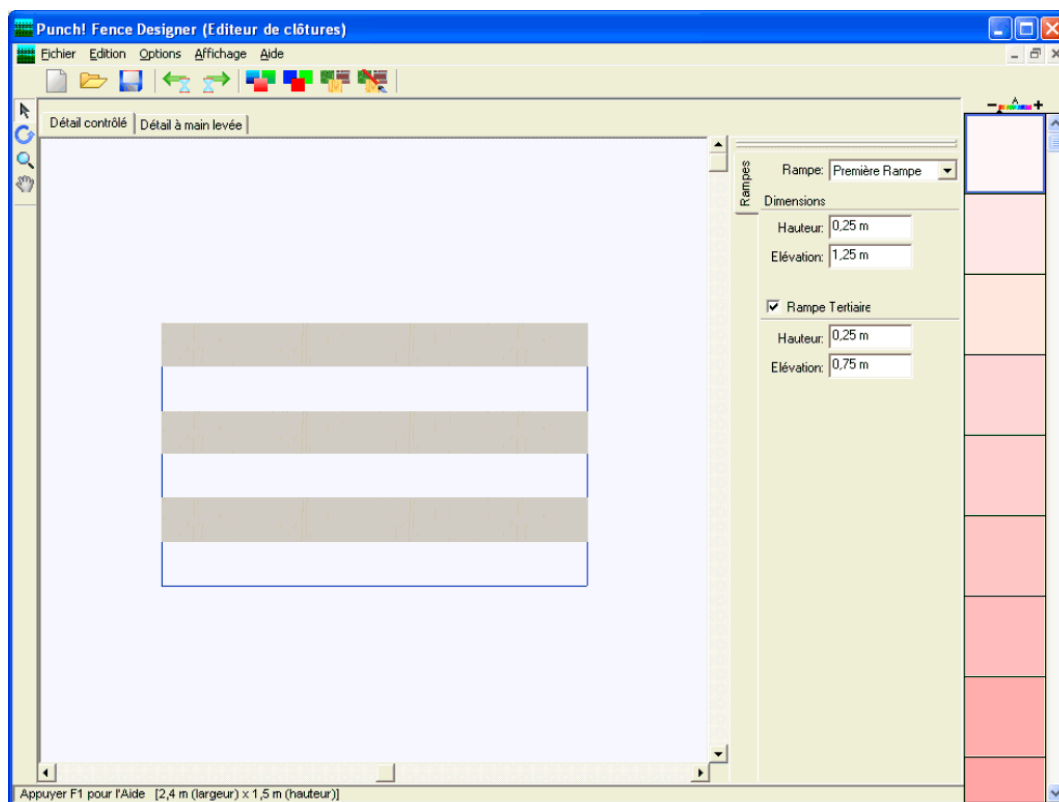 Punch! Fence Designer (Editeur de clôtures)
Fichier Edition Options Affichage Aide
Détail contrôlé Détail à main levée
Rampes
Rampe: Première Rampe
Dimensions
Hauteur: 0,25 m
Elévation: 1,25 m
Rampe Tertiaire
Hauteur: 0,25 m
Elévation: 0,75 m
Appuyer F1 pour l'Aide [2,4 m (largeur) x 1,5 m (hauteur)]